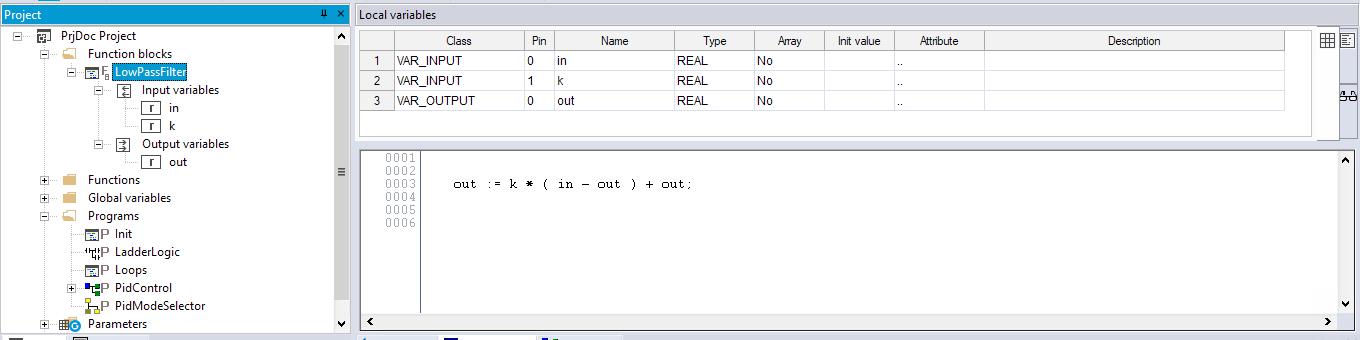 Project
PrjDoc Project
Function blocks
LowPassFilter
Input variables
in
k
Output variables
out
Functions
Global variables
Programs
Init
LadderLogic
Loops
PidControl
PidModeSelector
Parameters
Local variables
Class Pin Name Type Array Init value Attribute Description
1 VAR_INPUT 0 in REAL No ..
2 VAR_INPUT 1 k REAL No ..
3 VAR_OUTPUT 0 out REAL No ..
0001
0002
0003 out := k * ( in - out ) + out;
0004
0005
0006